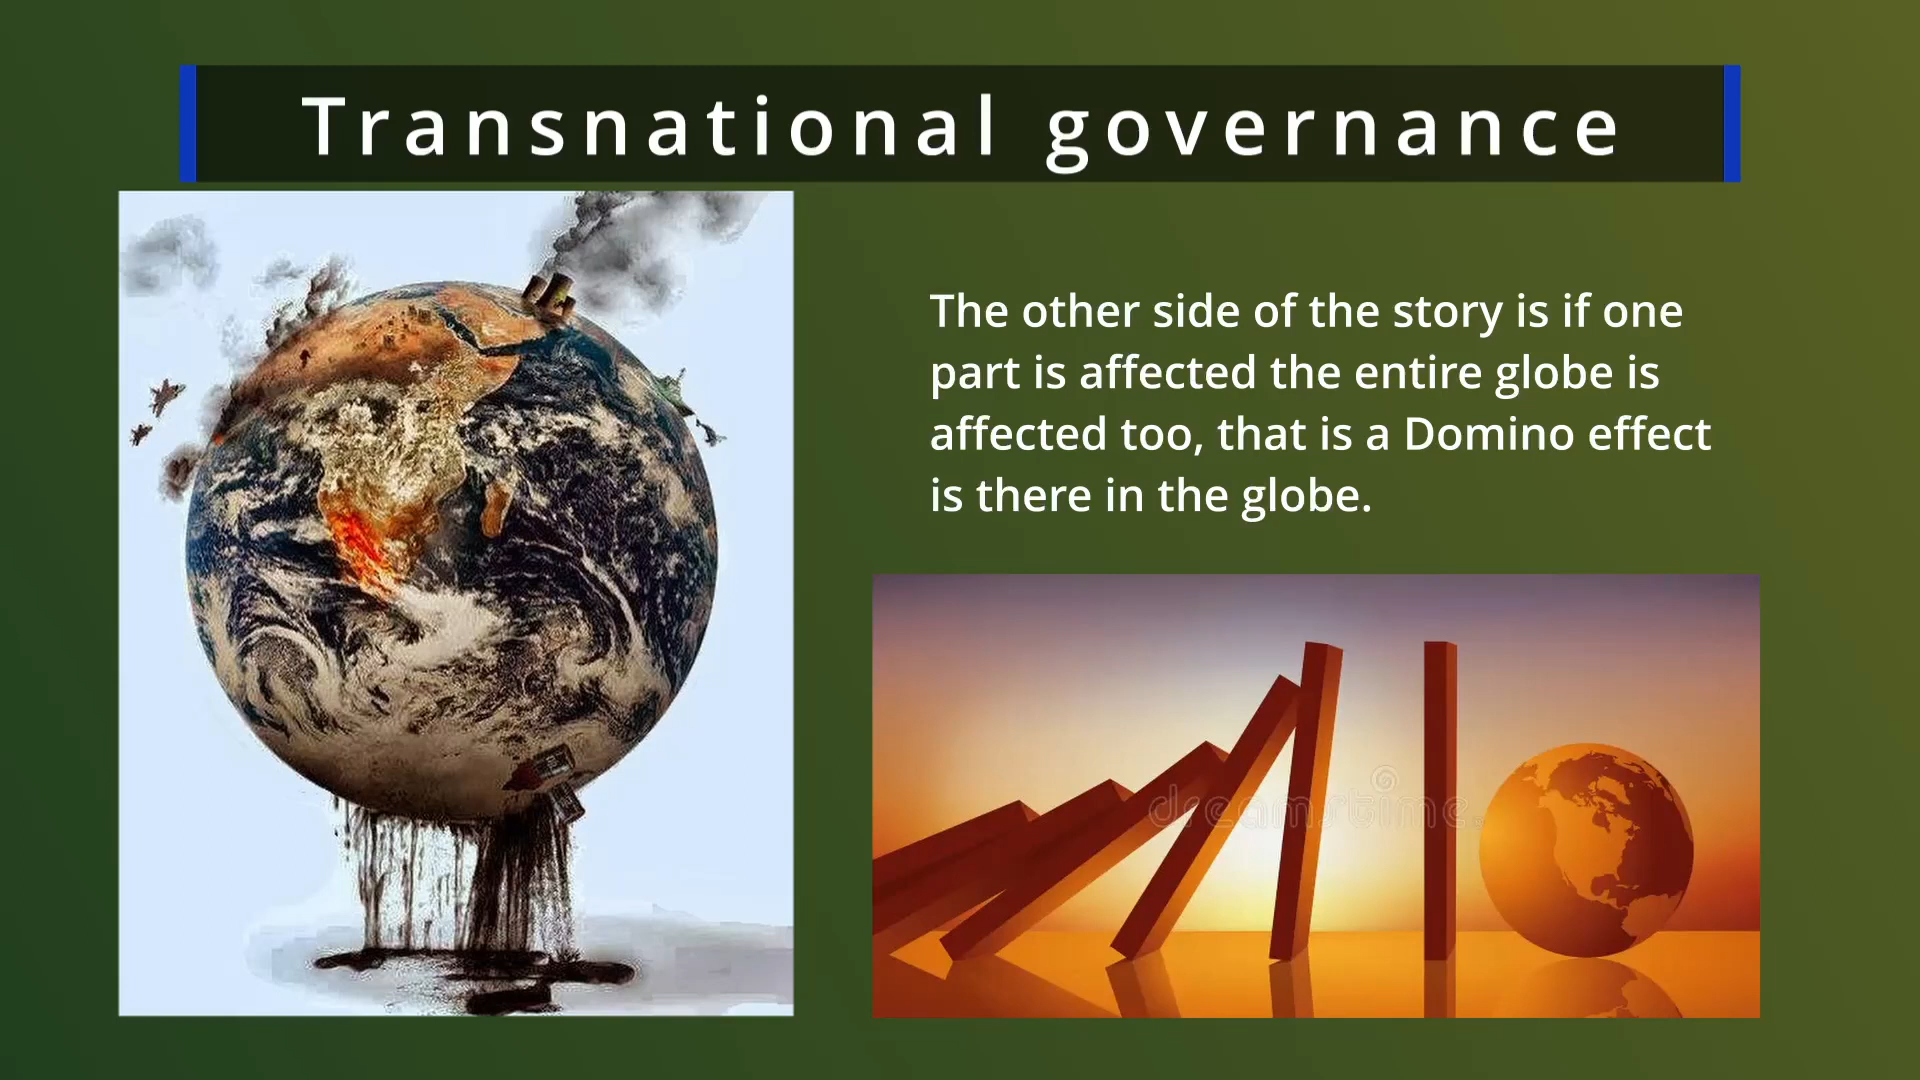 Transnational governance
The other side of the story is if one
part is affected the entire globe is
affected too, that is a Domino effect
is there in the globe.
dreamstime